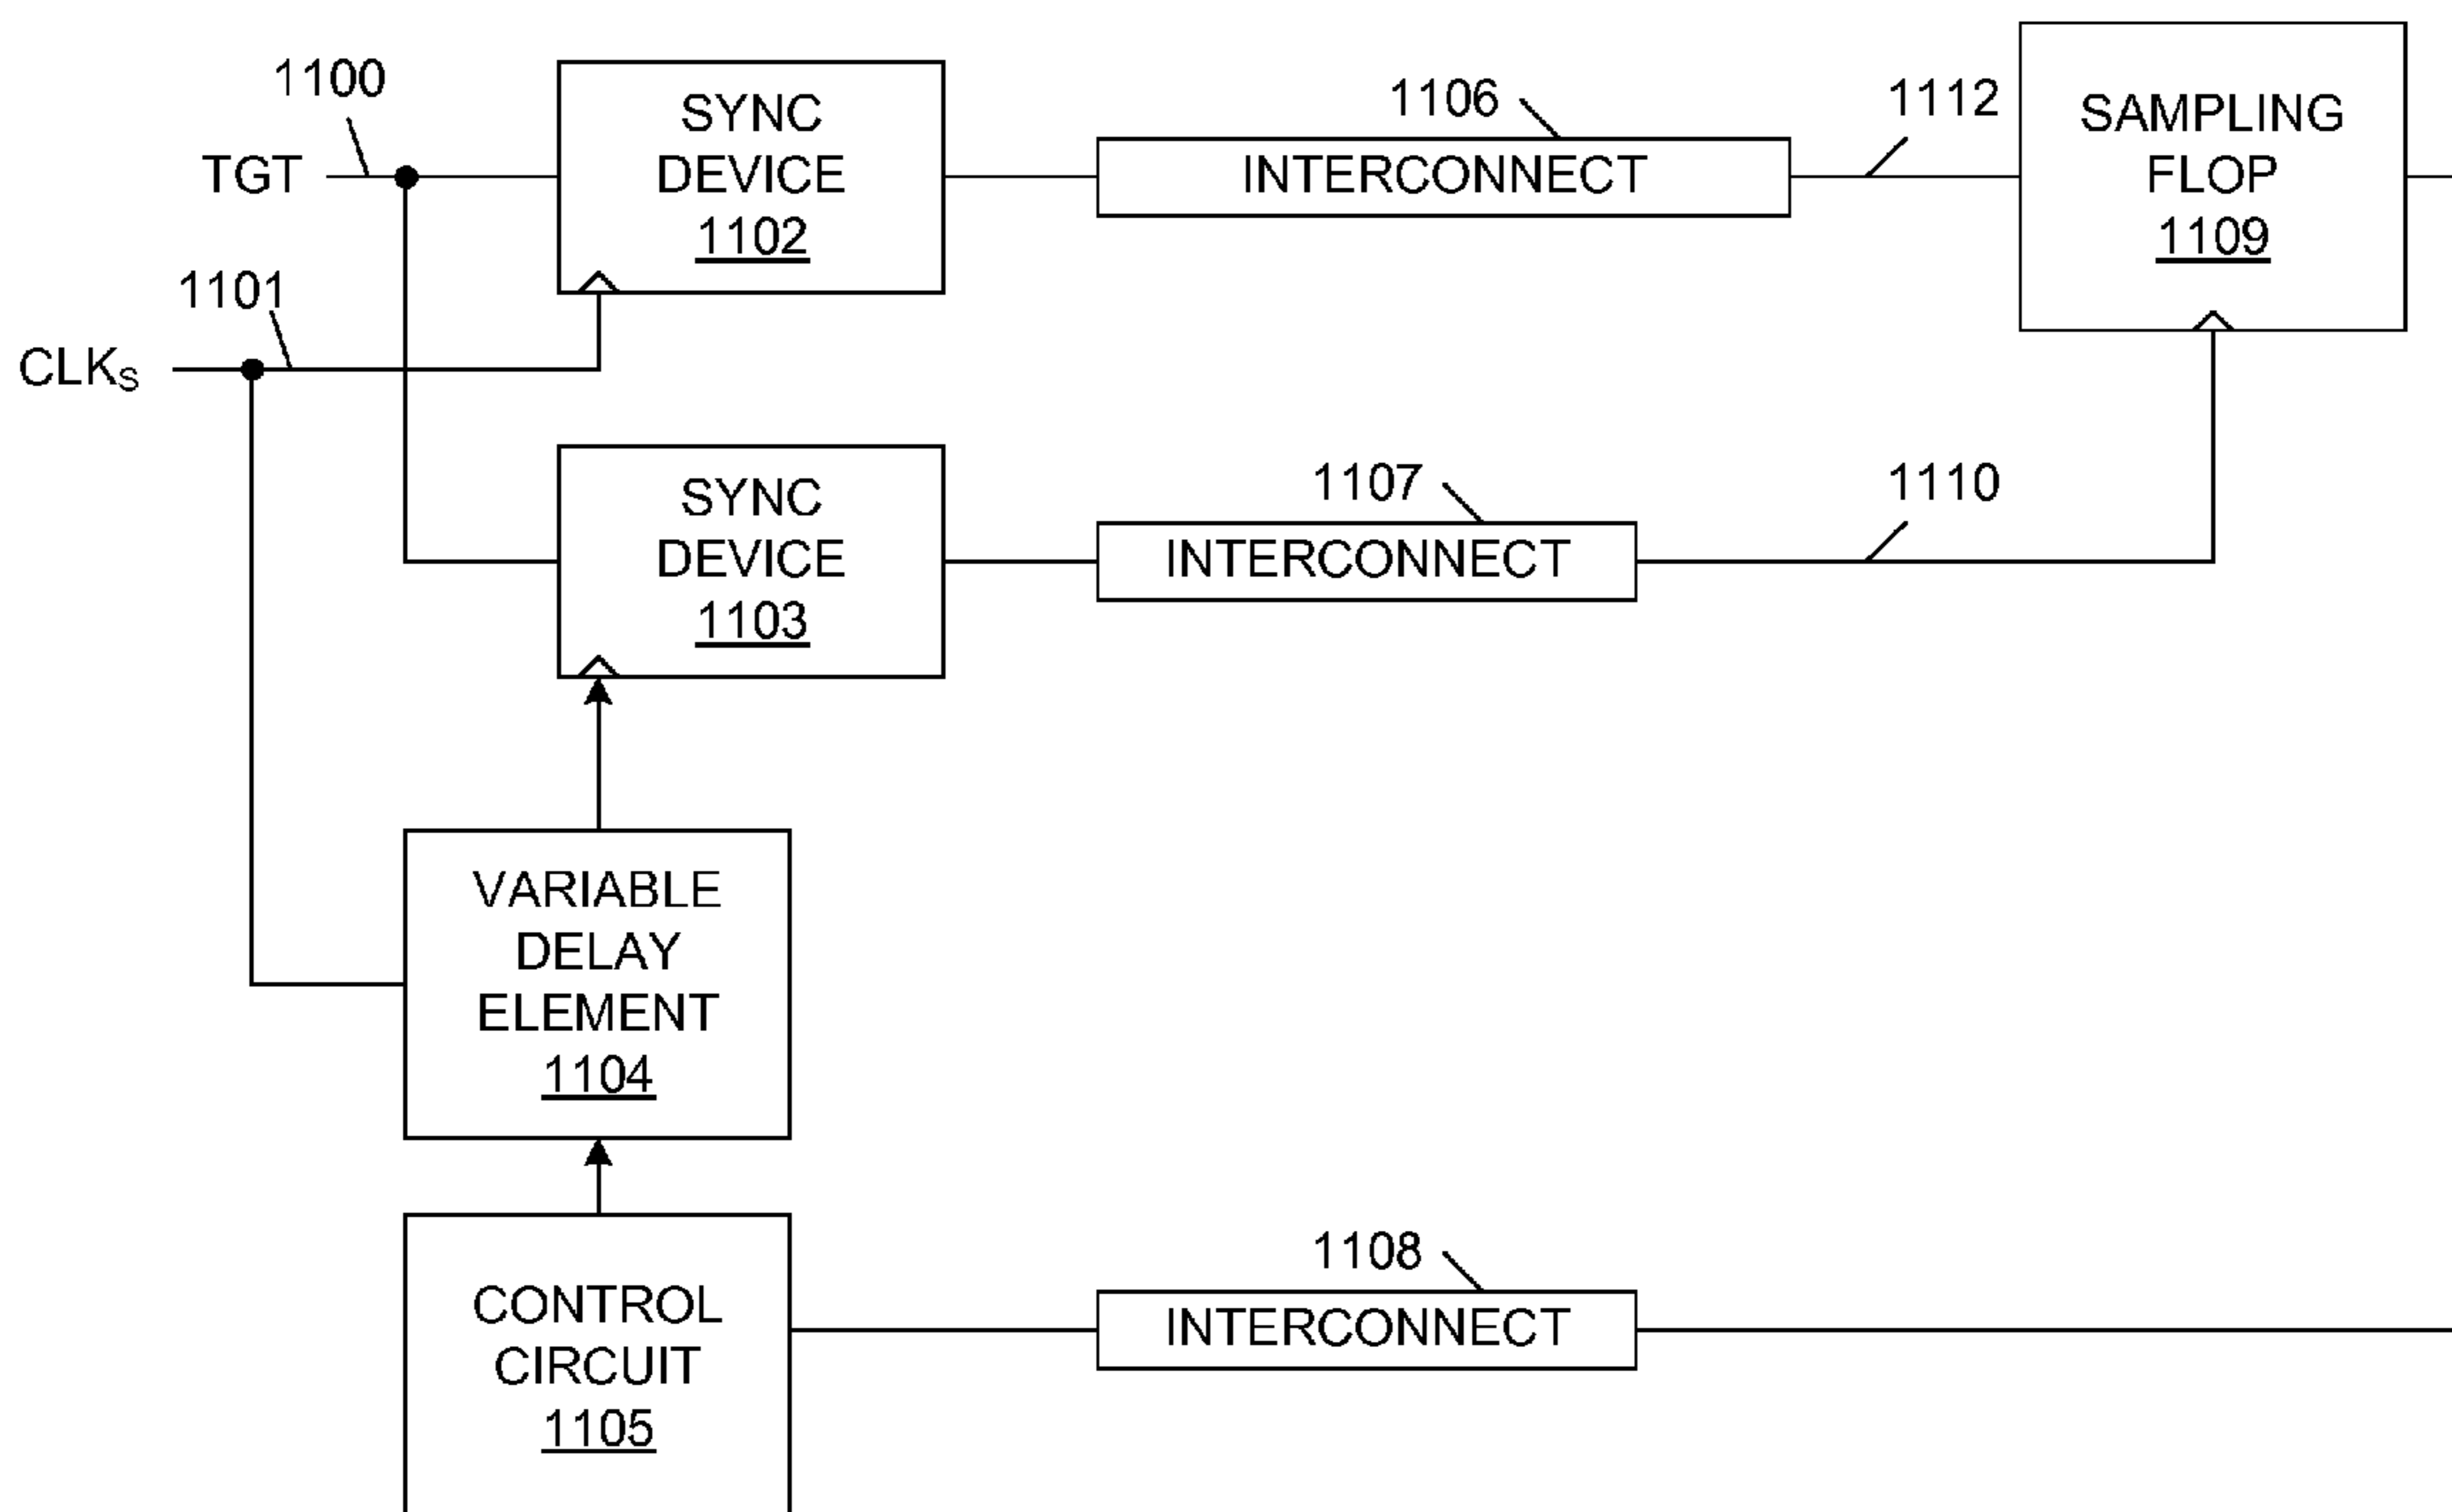 1100
SYNC
DEVICE
1102
1106
INTERCONNECT
1112
SAMPLING
FLOP
1109
TGT
1101
CLKS
SYNC
DEVICE
1103
1107
INTERCONNECT
1110
VARIABLE
DELAY
ELEMENT
1104
CONTROL
CIRCUIT
1105
1108
INTERCONNECT